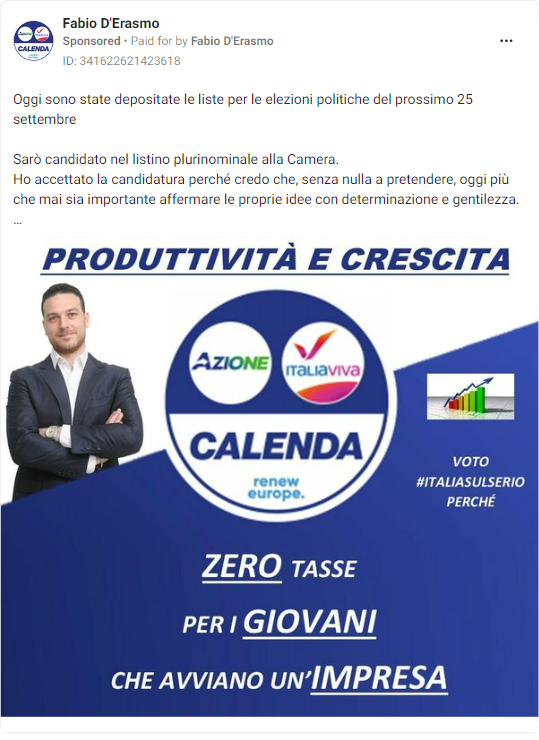 Fabio D'Erasmo
Sponsored • Paid for by Fabio D'Erasmo
ID: 341622621423618
Oggi sono state depositate le liste per le elezioni politiche del prossimo 25
settembre
Sarò candidato nel listino plurinominale alla Camera.
Ho accettato la candidatura perché credo che, senza nulla a pretendere, oggi più
che mai sia importante affermare le proprie idee con determinazione e gentilezza.
...
PRODUTTIVITÀ E CRESCITA
AZIONE
ITALIAVIVA
CALENDA
renew
europe.
VOTO
#ITALIASULSERIO
PERCHÉ
ZERO TASSE
PER I GIOVANI
CHE AVVIANO UN'IMPRESA